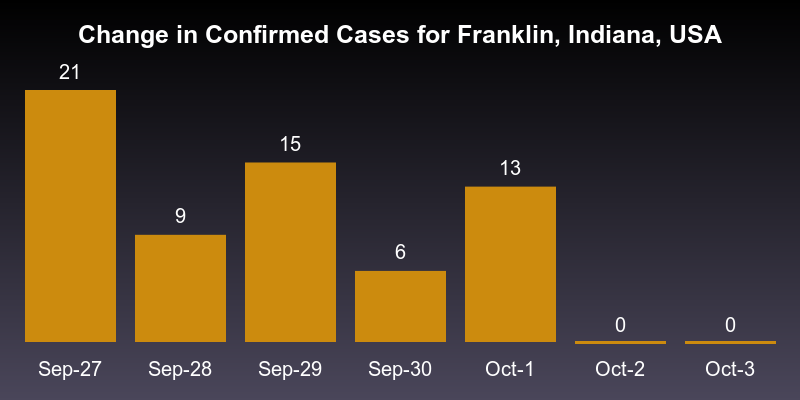 Change in Confirmed Cases for Franklin, Indiana, USA
21
9
15
6
13
0
0
Sep-27
Sep-28
Sep-29
Sep-30
Oct-1
Oct-2
Oct-3